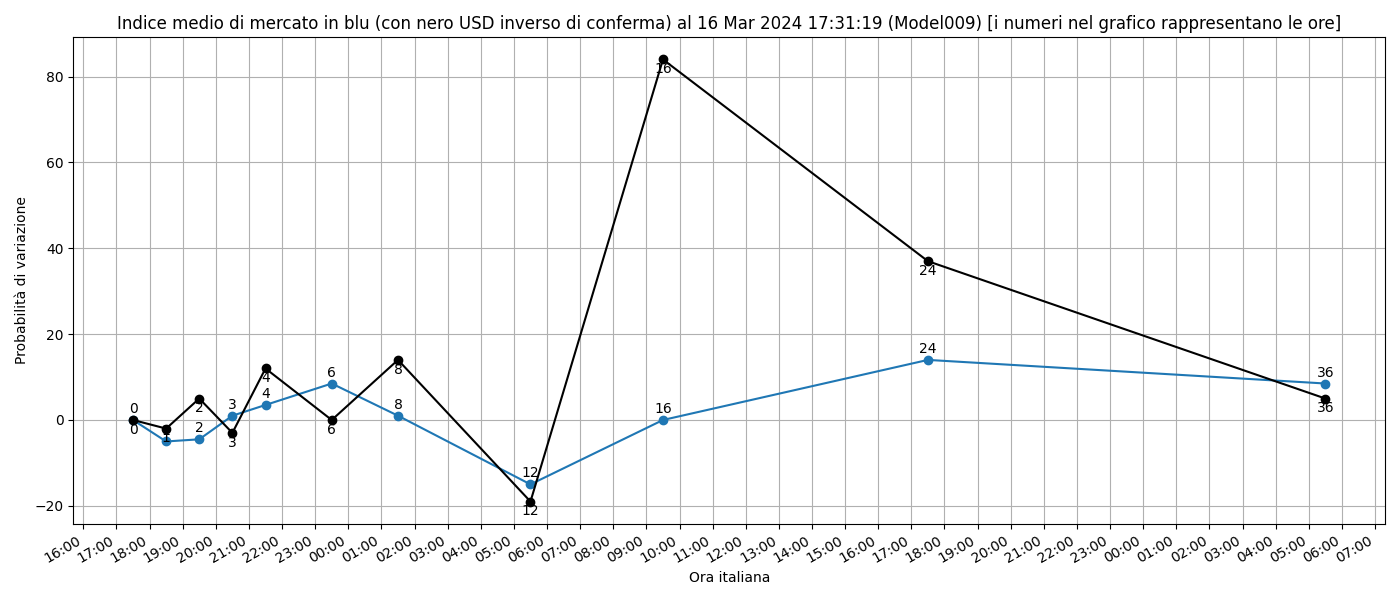 Indice medio di mercato in blu (con nero USD inverso di conferma) al 16 Mar 2024 17:31:19 (Model009) [i numeri nel grafico rappresentano le ore]
Probabilità di variazione
80
60
40
20
0
−20
0 1 2 3 4 6 8 12 16 24 36
0 1 2 3 4 6 8 12 16 24 36
16:00 17:00 18:00 19:00 20:00 21:00 22:00 23:00 00:00 01:00 02:00 03:00 04:00 05:00 06:00 07:00 08:00 09:00 10:00 11:00 12:00 13:00 14:00 15:00 16:00 17:00 18:00 19:00 20:00 21:00 22:00 23:00 00:00 01:00 02:00 03:00 04:00 05:00 06:00 07:00
Ora italiana